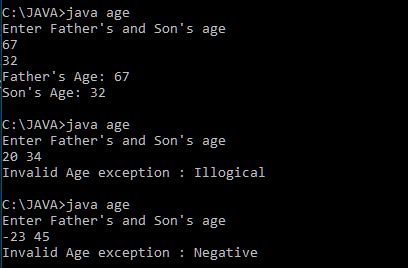 C:\JAVA>java age
Enter Father's and Son's age
67
32
Father's Age: 67
Son's Age: 32
C:\JAVA>java age
Enter Father's and Son's age
20 34
Invalid Age exception : Illogical
C:\JAVA>java age
Enter Father's and Son's age
-23 45
Invalid Age exception : Negative